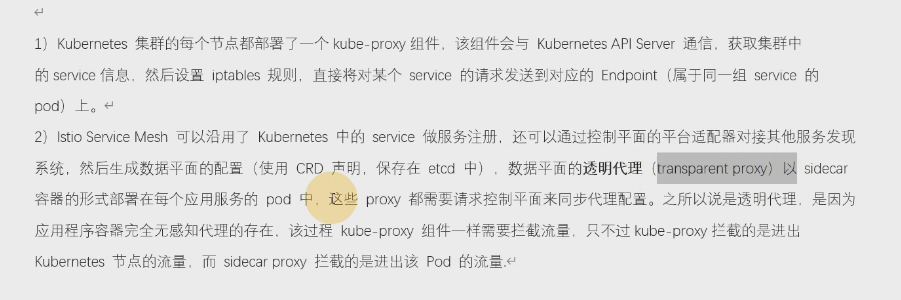 1）Kubernetes 集群的每个节点都部署了一个 kube-proxy 组件，该组件会与 Kubernetes API Server 通信，获取集群中
的 service 信息，然后设置 iptables 规则，直接将对某个 service 的请求发送到对应的 Endpoint（属于同一组 service 的
pod）上。
2）Istio Service Mesh 可以沿用了 Kubernetes 中的 service 做服务注册，还可以通过控制平面的平台适配器对接其他服务发现
系统，然后生成数据平面的配置（使用 CRD 声明，保存在 etcd 中），数据平面的透明代理（transparent proxy）以 sidecar
容器的形式部署在每个应用服务的 pod 中，这些 proxy 都需要请求控制平面来同步代理配置。之所以说是透明代理，是因为
应用程序容器完全无感知代理的存在，该过程 kube-proxy 组件一样需要拦截流量，只不过 kube-proxy 拦截的是进出
Kubernetes 节点的流量，而 sidecar proxy 拦截的是进出该 Pod 的流量.